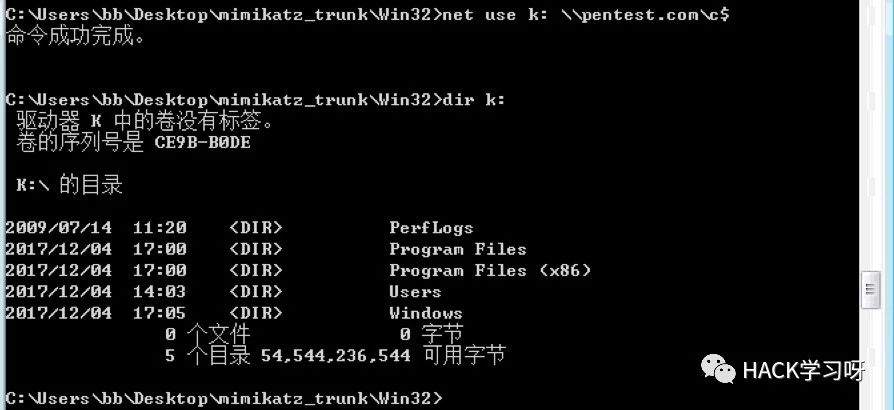 C:\Users\bb\Desktop\mimikatz_trunk\Win32>net use k: \\pentest.com\c$
命令成功完成。
C:\Users\bb\Desktop\mimikatz_trunk\Win32>dir k:
驱动器 K 中的卷没有标签。
卷的序列号是 CE9B-B0DE
K:\ 的目录
2009/07/14  11:20    <DIR>          PerfLogs
2017/12/04  17:00    <DIR>          Program Files
2017/12/04  17:00    <DIR>          Program Files (x86)
2017/12/04  14:03    <DIR>          Users
2017/12/04  17:05    <DIR>          Windows
0 个文件              0 字节
5 个目录 54,544,236,544 可用字节
C:\Users\bb\Desktop\mimikatz_trunk\Win32>
HACK学习呀